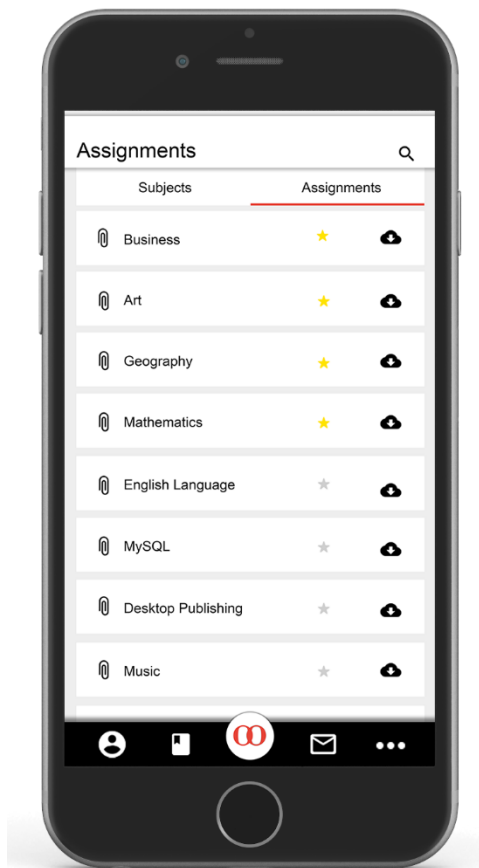 Assignments
Subjects Assignments
Business
Art
Geography
Mathematics
English Language
MySQL
Desktop Publishing
Music